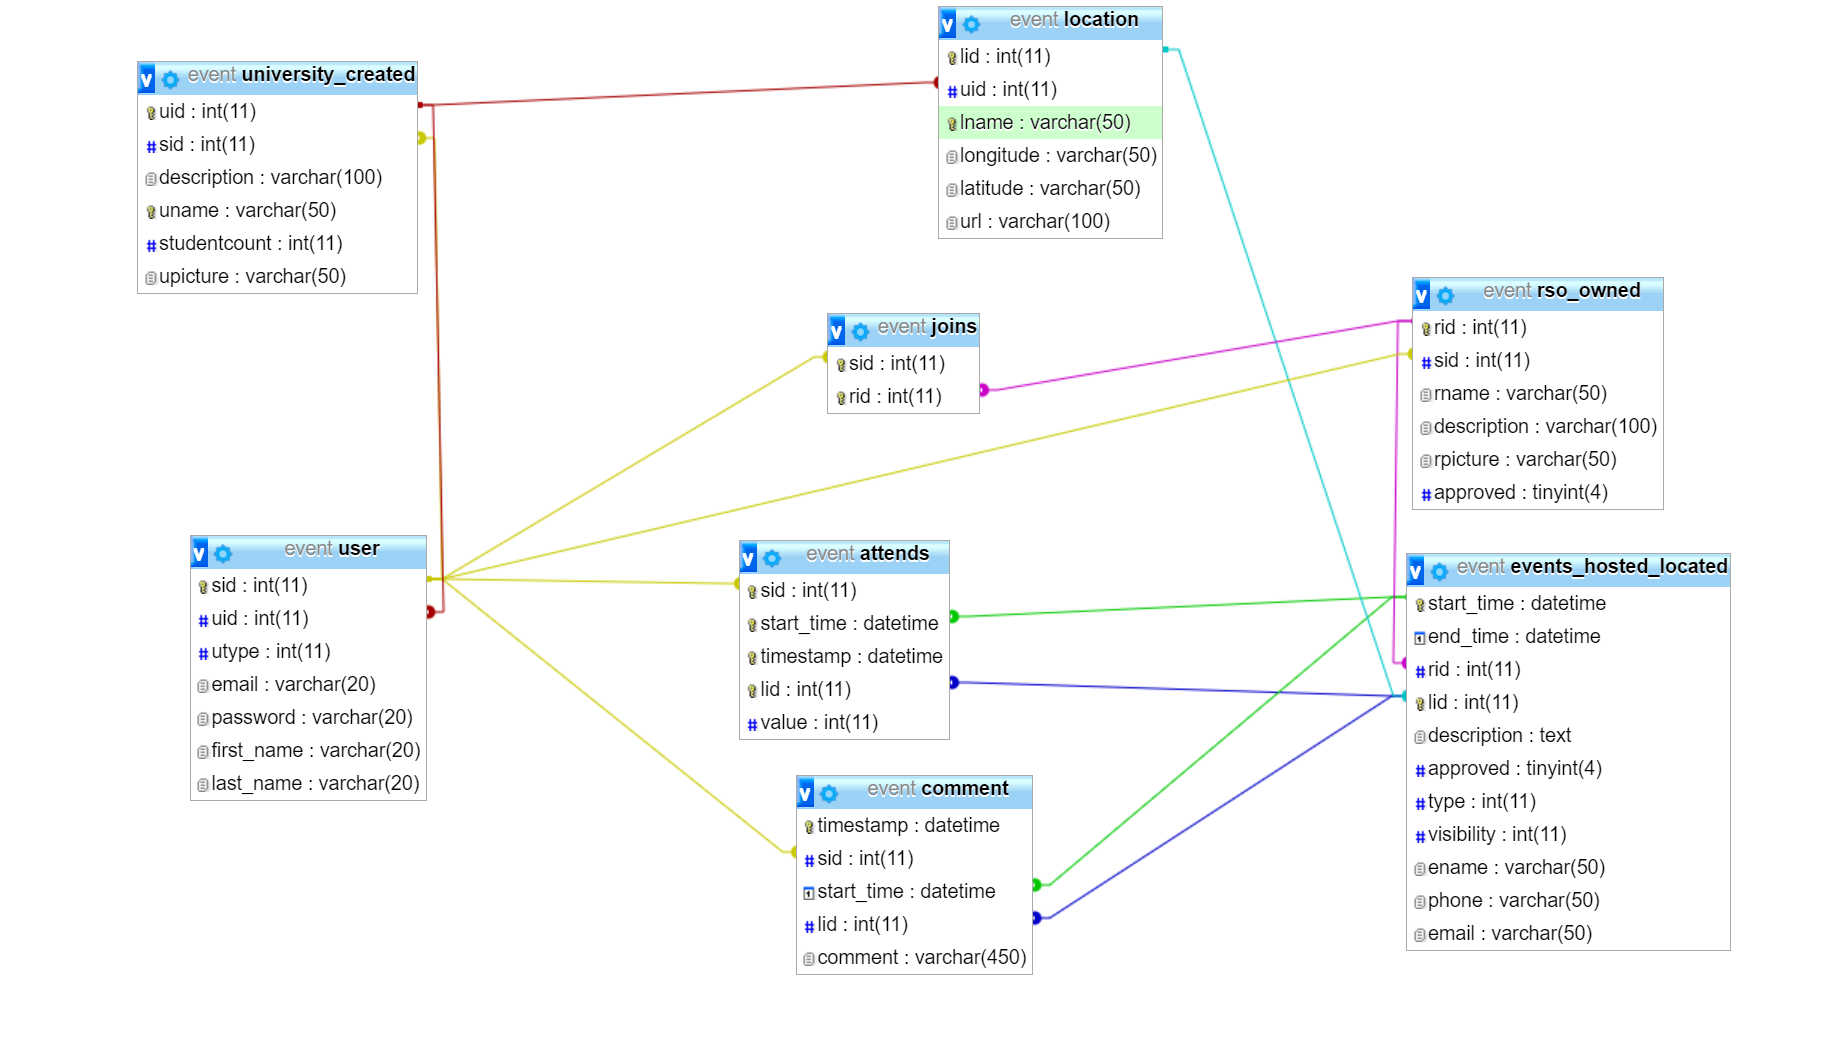 event university_created
uid : int(11)
sid : int(11)
description : varchar(100)
uname : varchar(50)
studentcount : int(11)
upicture : varchar(50)
event location
lid : int(11)
uid : int(11)
lname : varchar(50)
longitude : varchar(50)
latitude : varchar(50)
url : varchar(100)
event joins
sid : int(11)
rid : int(11)
event rso_owned
rid : int(11)
sid : int(11)
rname : varchar(50)
description : varchar(100)
rpicture : varchar(50)
approved : tinyint(4)
event user
sid : int(11)
uid : int(11)
utype : int(11)
email : varchar(20)
password : varchar(20)
first_name : varchar(20)
last_name : varchar(20)
event attends
sid : int(11)
start_time : datetime
timestamp : datetime
lid : int(11)
value : int(11)
event events_hosted_located
start_time : datetime
end_time : datetime
rid : int(11)
lid : int(11)
description : text
approved : tinyint(4)
type : int(11)
visibility : int(11)
ename : varchar(50)
phone : varchar(50)
email : varchar(50)
event comment
timestamp : datetime
sid : int(11)
start_time : datetime
lid : int(11)
comment : varchar(450)